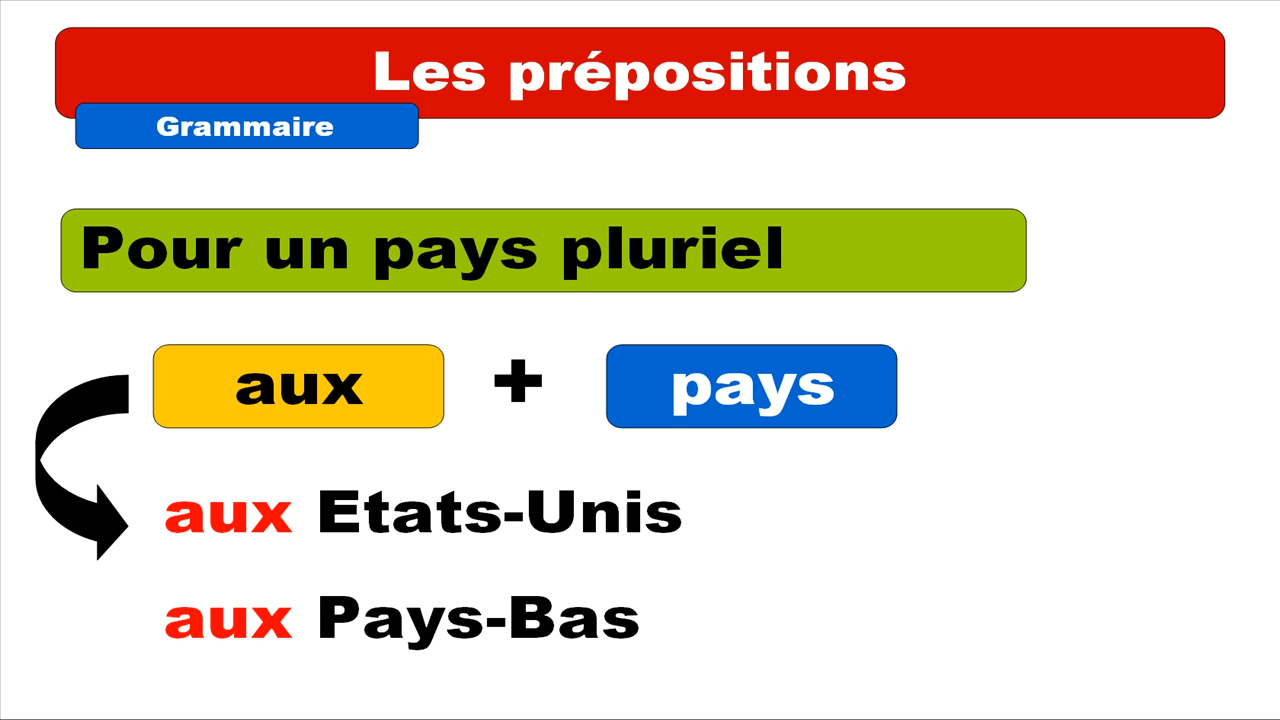 Les prépositions
Grammaire
Pour un pays pluriel
aux + pays
aux Etats-Unis
aux Pays-Bas